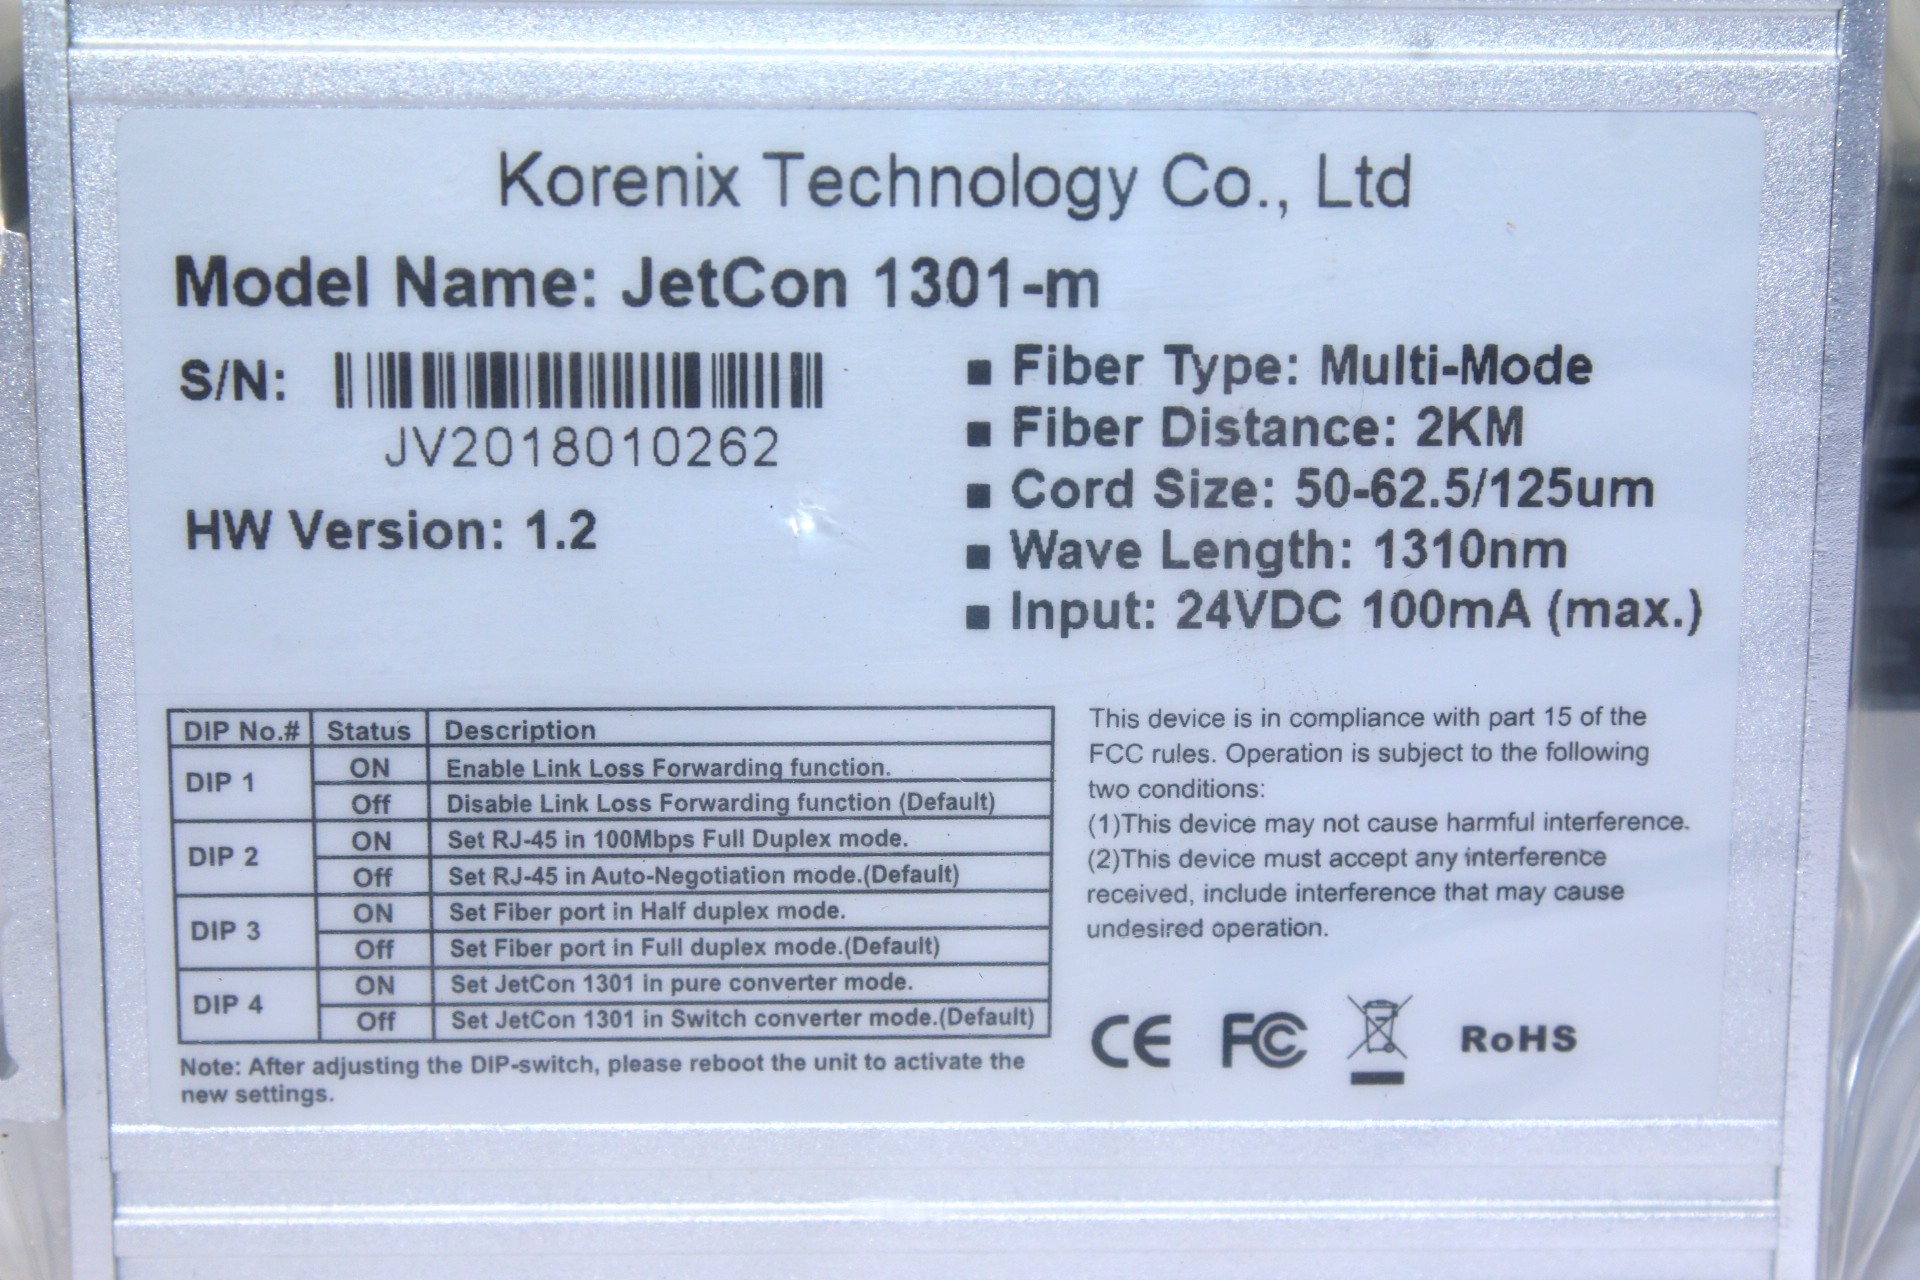 Korenix Technology Co., Ltd
Model Name: JetCon 1301-m
S/N:
JV2018010262
HW Version: 1.2
■ Fiber Type: Multi-Mode
■ Fiber Distance: 2KM
■ Cord Size: 50-62.5/125um
■ Wave Length: 1310nm
■ Input: 24VDC 100mA (max.)
DIP No.# Status Description
DIP 1 ON Enable Link Loss Forwarding function.
Off Disable Link Loss Forwarding function (Default)
DIP 2 ON Set RJ-45 in 100Mbps Full Duplex mode.
Off Set RJ-45 in Auto-Negotiation mode.(Default)
DIP 3 ON Set Fiber port in Half duplex mode.
Off Set Fiber port in Full duplex mode.(Default)
DIP 4 ON Set JetCon 1301 in pure converter mode.
Off Set JetCon 1301 in Switch converter mode.(Default)
Note: After adjusting the DIP-switch, please reboot the unit to activate the
new settings.
This device is in compliance with part 15 of the
FCC rules. Operation is subject to the following
two conditions:
(1)This device may not cause harmful interference.
(2)This device must accept any interference
received, include interference that may cause
undesired operation.
CE FC RoHS